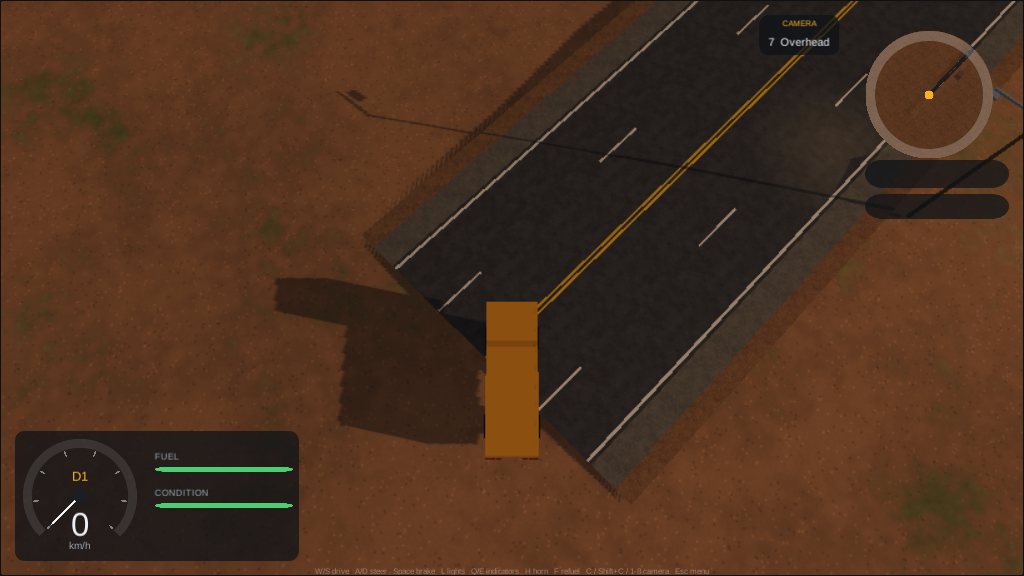 CAMERA
7 Overhead
D1
0
km/h
FUEL
CONDITION
W/S drive A/D steer . Space brake . L lights . Q/E indicators . H horn . F refuel . C / Shift+C / 1-8 camera . Esc menu